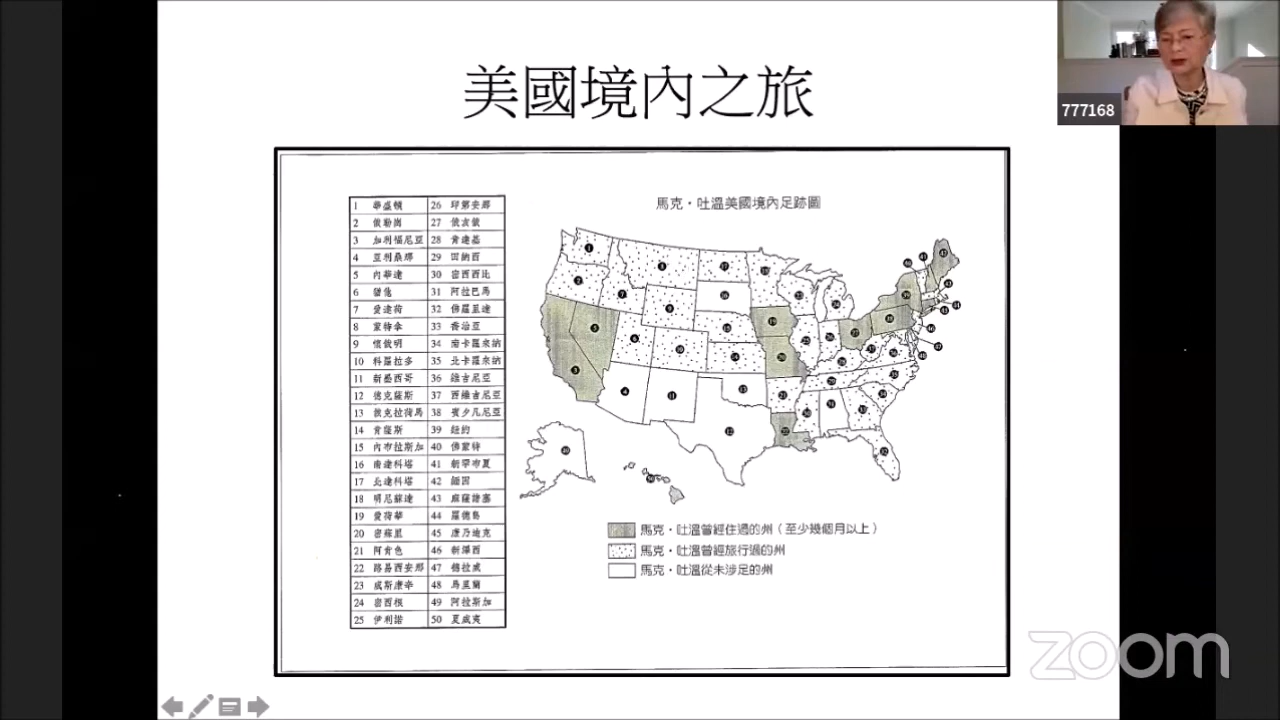 美國境內之旅
777168
馬克・吐溫美國境內足跡圖
1 華盛頓 26 印第安那
2 俄勒崗 27 俄亥俄
3 加利福尼亞 28 肯達基
4 亞利桑那 29 田納西
5 內華達 30 密西西比
6 猶他 31 阿拉巴馬
7 愛達荷 32 佛羅里達
8 蒙特拿 33 喬治亞
9 懷俄明 34 南卡羅來納
10 科羅拉多 35 北卡羅來納
11 新墨西哥 36 維吉尼亞
12 德克薩斯 37 西維吉尼亞
13 俄克拉荷馬 38 賓夕凡尼亞
14 肯薩斯 39 紐約
15 內布拉斯加 40 佛蒙特
16 南達科塔 41 新罕布夏
17 北達科塔 42 緬因
18 明尼蘇達 43 麻薩諸塞
19 愛荷華 44 羅德島
20 密蘇里 45 康乃迪克
21 阿肯色 46 新澤西
22 路易西安那 47 德拉威
23 威斯康辛 48 馬里蘭
24 密西根 49 阿拉斯加
25 伊利諾 50 夏威夷
馬克・吐溫曾經住過的州（至少幾個月以上）
馬克・吐溫曾經旅行過的州
馬克・吐溫從未涉足的州
zoom